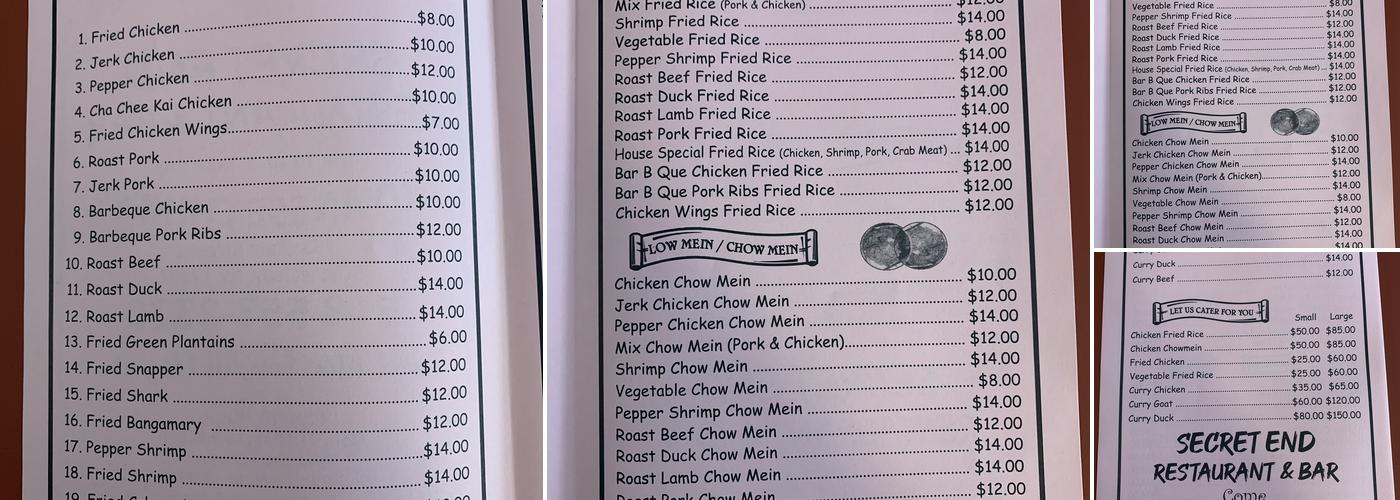 1. Fried Chicken $8.00
2. Jerk Chicken $10.00
3. Pepper Chicken $12.00
4. Cha Chee Kai Chicken $10.00
5. Fried Chicken Wings $7.00
6. Roast Pork $10.00
7. Jerk Pork $10.00
8. Barbeque Chicken $10.00
9. Barbeque Pork Ribs $12.00
10. Roast Beef $10.00
11. Roast Duck $14.00
12. Roast Lamb $14.00
13. Fried Green Plantains $6.00
14. Fried Snapper $12.00
15. Fried Shark $12.00
16. Fried Bangamary $12.00
17. Pepper Shrimp $14.00
18. Fried Shrimp $14.00
19. Fried
Mix Fried Rice (Pork & Chicken) $12.00
Shrimp Fried Rice $14.00
Vegetable Fried Rice $8.00
Pepper Shrimp Fried Rice $14.00
Roast Beef Fried Rice $12.00
Roast Duck Fried Rice $14.00
Roast Lamb Fried Rice $14.00
Roast Pork Fried Rice $14.00
House Special Fried Rice (Chicken, Shrimp, Pork, Crab Meat) ... $14.00
Bar B Que Chicken Fried Rice $12.00
Bar B Que Pork Ribs Fried Rice $12.00
Chicken Wings Fried Rice $12.00
LOW MEIN / CHOW MEIN
Chicken Chow Mein $10.00
Jerk Chicken Chow Mein $12.00
Pepper Chicken Chow Mein $14.00
Mix Chow Mein (Pork & Chicken) $12.00
Shrimp Chow Mein $14.00
Vegetable Chow Mein $8.00
Pepper Shrimp Chow Mein $14.00
Roast Beef Chow Mein $12.00
Roast Duck Chow Mein $14.00
Roast Lamb Chow Mein $14.00
Roast Pork Chow Mein $12.00
Vegetable Fried Rice $8.00
Pepper Shrimp Fried Rice $14.00
Roast Beef Fried Rice $12.00
Roast Duck Fried Rice $14.00
Roast Lamb Fried Rice $14.00
Roast Pork Fried Rice $14.00
House Special Fried Rice (Chicken, Shrimp, Pork, Crab Meat) ... $14.00
Bar B Que Chicken Fried Rice $12.00
Bar B Que Pork Ribs Fried Rice $12.00
Chicken Wings Fried Rice $12.00
LOW MEIN / CHOW MEIN
Chicken Chow Mein $10.00
Jerk Chicken Chow Mein $12.00
Pepper Chicken Chow Mein $14.00
Mix Chow Mein (Pork & Chicken) $12.00
Shrimp Chow Mein $14.00
Vegetable Chow Mein $8.00
Pepper Shrimp Chow Mein $14.00
Roast Beef Chow Mein $12.00
Roast Duck Chow Mein $14.00
$14.00
Curry Duck $14.00
Curry Beef $12.00
LET US CATER FOR YOU
Small Large
Chicken Fried Rice $50.00 $85.00
Chicken Chowmein $50.00 $85.00
Fried Chicken $25.00 $60.00
Vegetable Fried Rice $25.00 $60.00
Curry Chicken $35.00 $65.00
Curry Goat $60.00 $120.00
Curry Duck $80.00 $150.00
SECRET END
RESTAURANT & BAR
Come